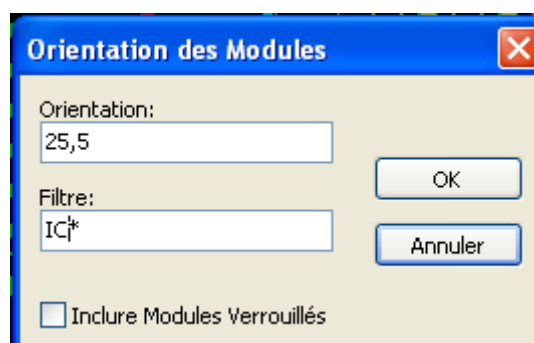 Orientation des Modules
Orientation:
25,5
OK
Filtre:
IC*
Annuler
Inclure Modules Verrouillés